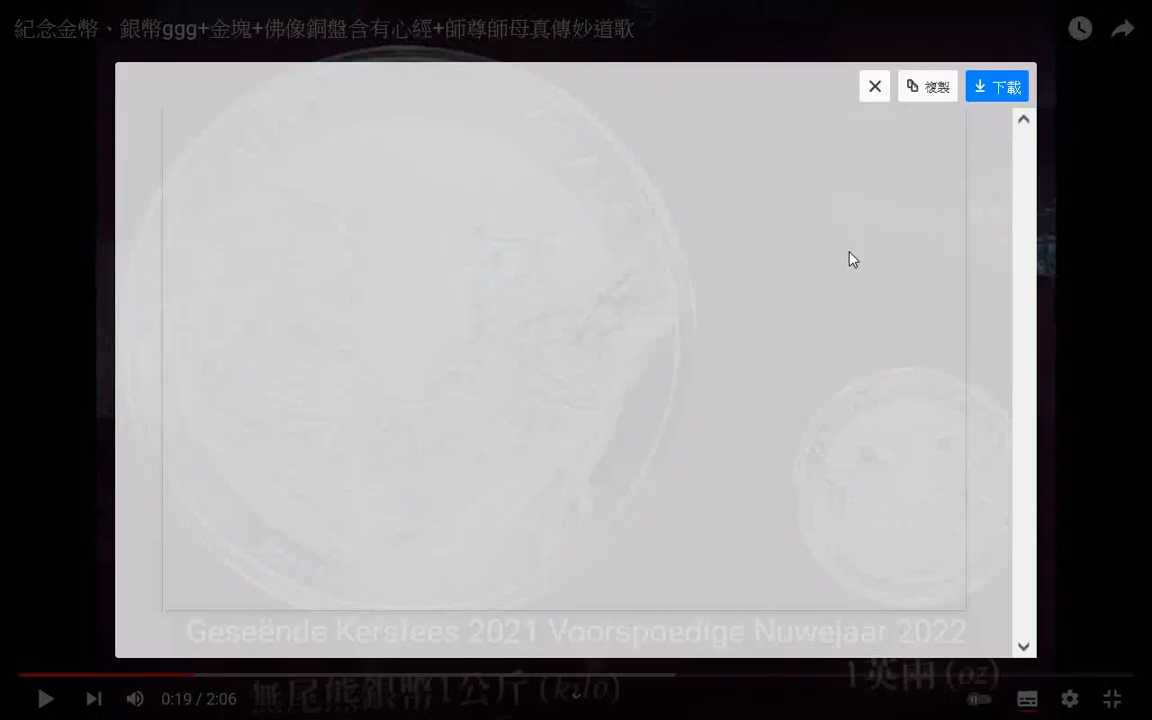 紀念金幣、銀幣ggg+金塊+佛像銅盤含有心經+師尊師母真傳妙道歌
複製
下載
Geseënde Kersfees 2021 Voorspoedige Nuwejaar 2022
1英兩(oz)
無尾熊銀幣1公斤(kilo)
0:19 / 2:06